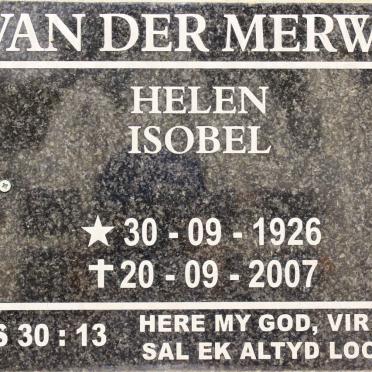 VAN DER MERW
HELEN
ISOBEL
★ 30 - 09 - 1926
✝ 20 - 09 - 2007
S 30 : 13 HERE MY GOD, VIR
SAL EK ALTYD LOO